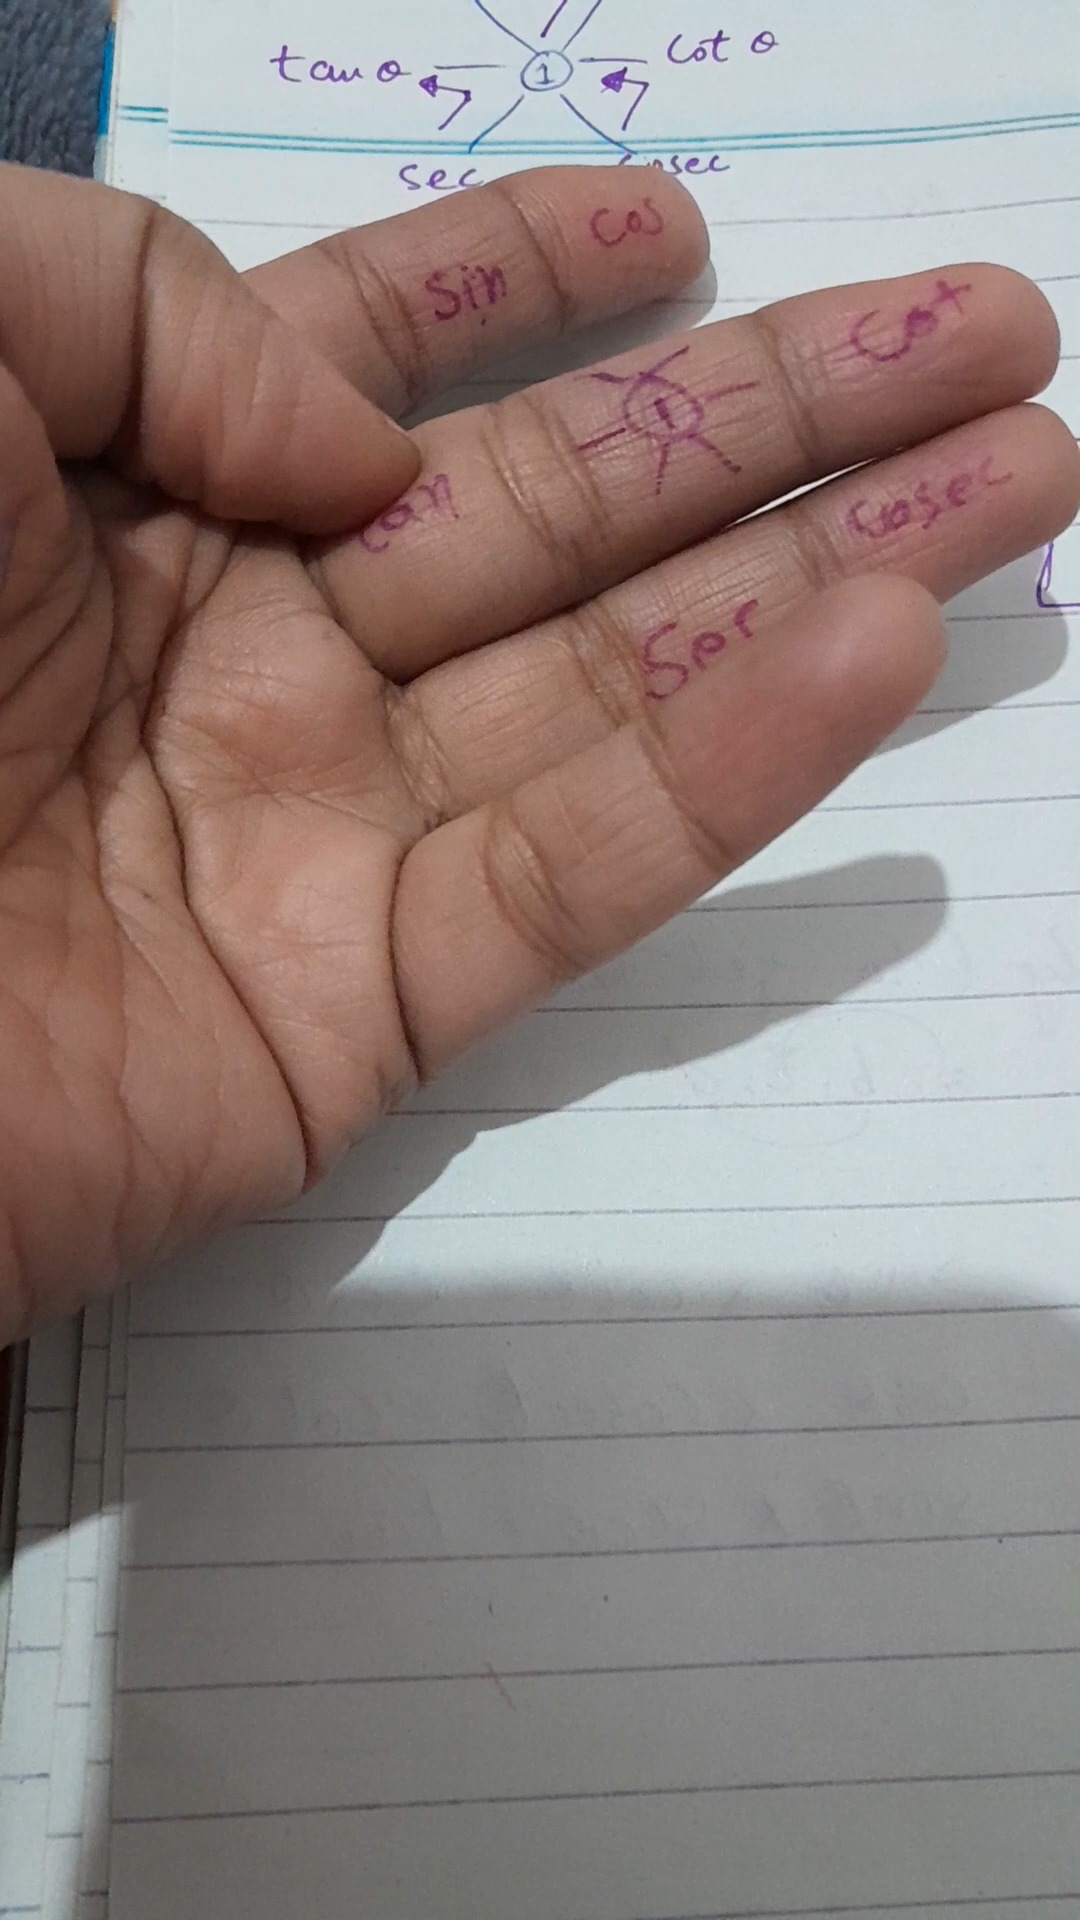 tan θ 1 cot θ
sec cosec
Sin Cos
tan 1 Cot
Sec Cosec